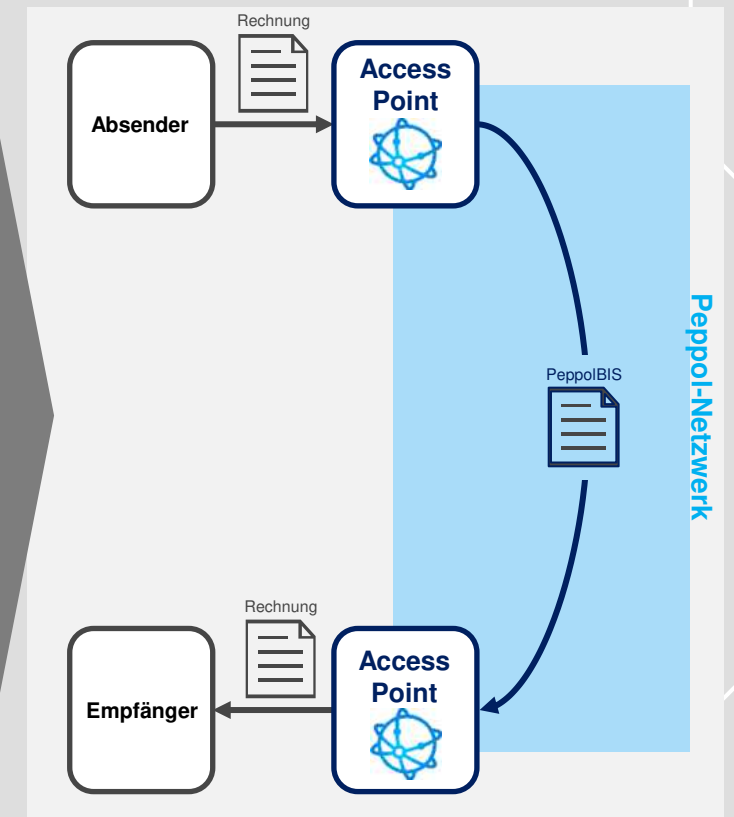 Rechnung
Absender
Access
Point
PeppolBIS
Peppol-Netzwerk
Rechnung
Empfänger
Access
Point